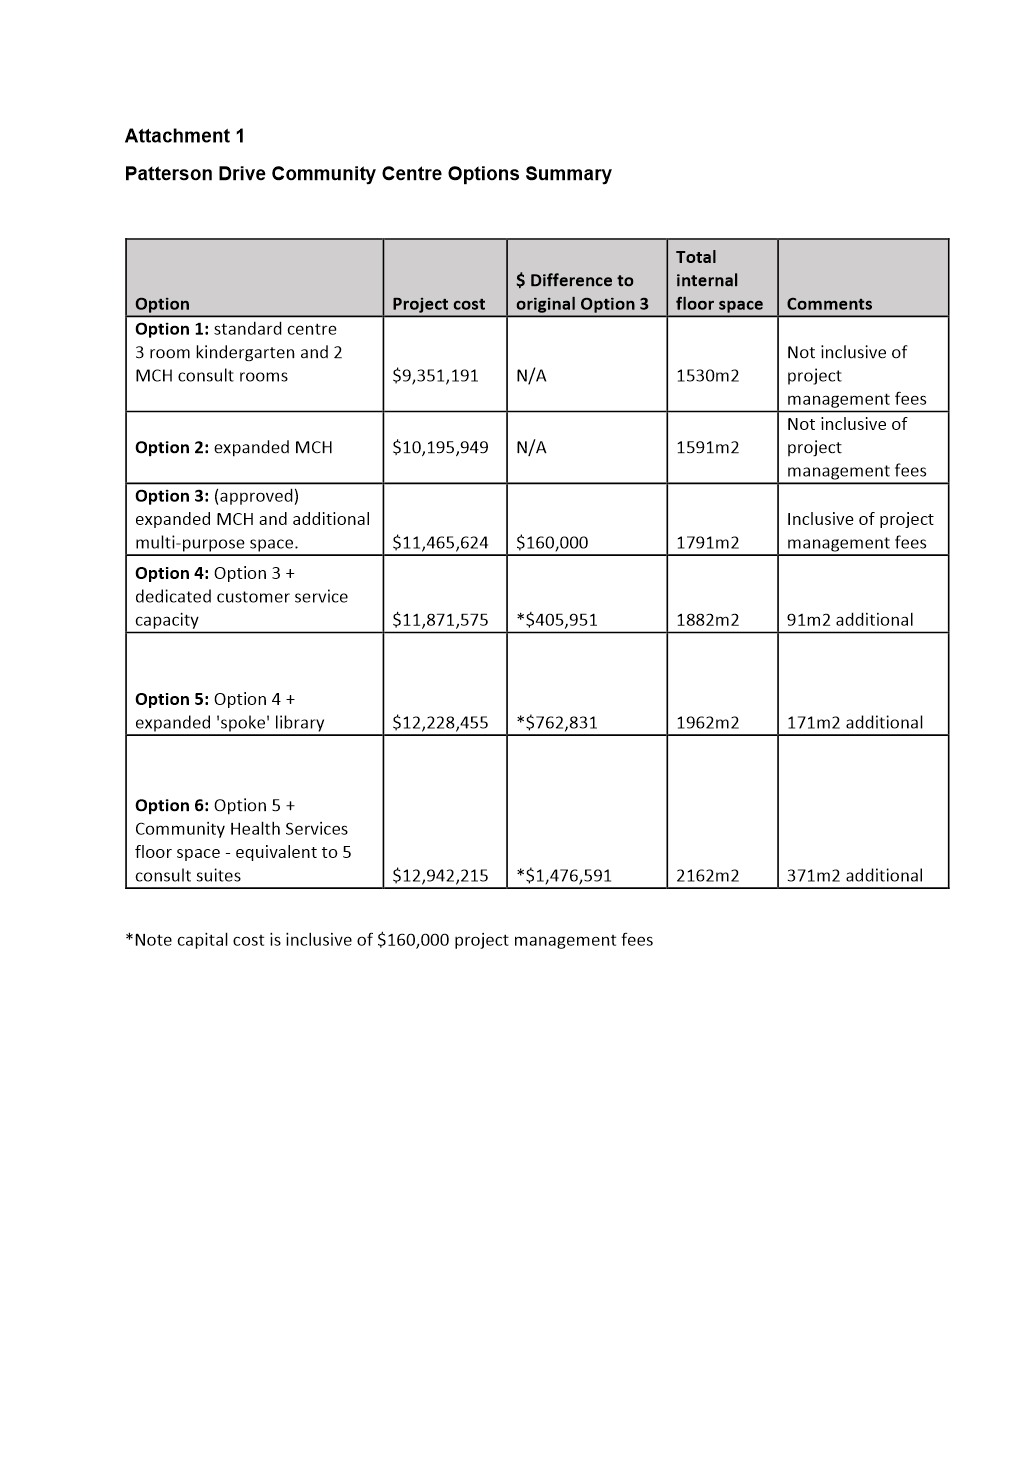 Attachment 1
Patterson Drive Community Centre Options Summary
Option
Project cost
$ Difference to
original Option 3
Total
internal
floor space
Comments
Option 1: standard centre
3 room kindergarten and 2
MCH consult rooms
$9,351,191
N/A
1530m2
Not inclusive of
project
management fees
Option 2: expanded MCH
$10,195,949
N/A
1591m2
Not inclusive of
project
management fees
Option 3: (approved)
expanded MCH and additional
multi-purpose space.
$11,465,624
$160,000
1791m2
Inclusive of project
management fees
Option 4: Option 3 +
dedicated customer service
capacity
$11,871,575
*$405,951
1882m2
91m2 additional
Option 5: Option 4 +
expanded 'spoke' library
$12,228,455
*$762,831
1962m2
171m2 additional
Option 6: Option 5 +
Community Health Services
floor space - equivalent to 5
consult suites
$12,942,215
*$1,476,591
2162m2
371m2 additional
*Note capital cost is inclusive of $160,000 project management fees